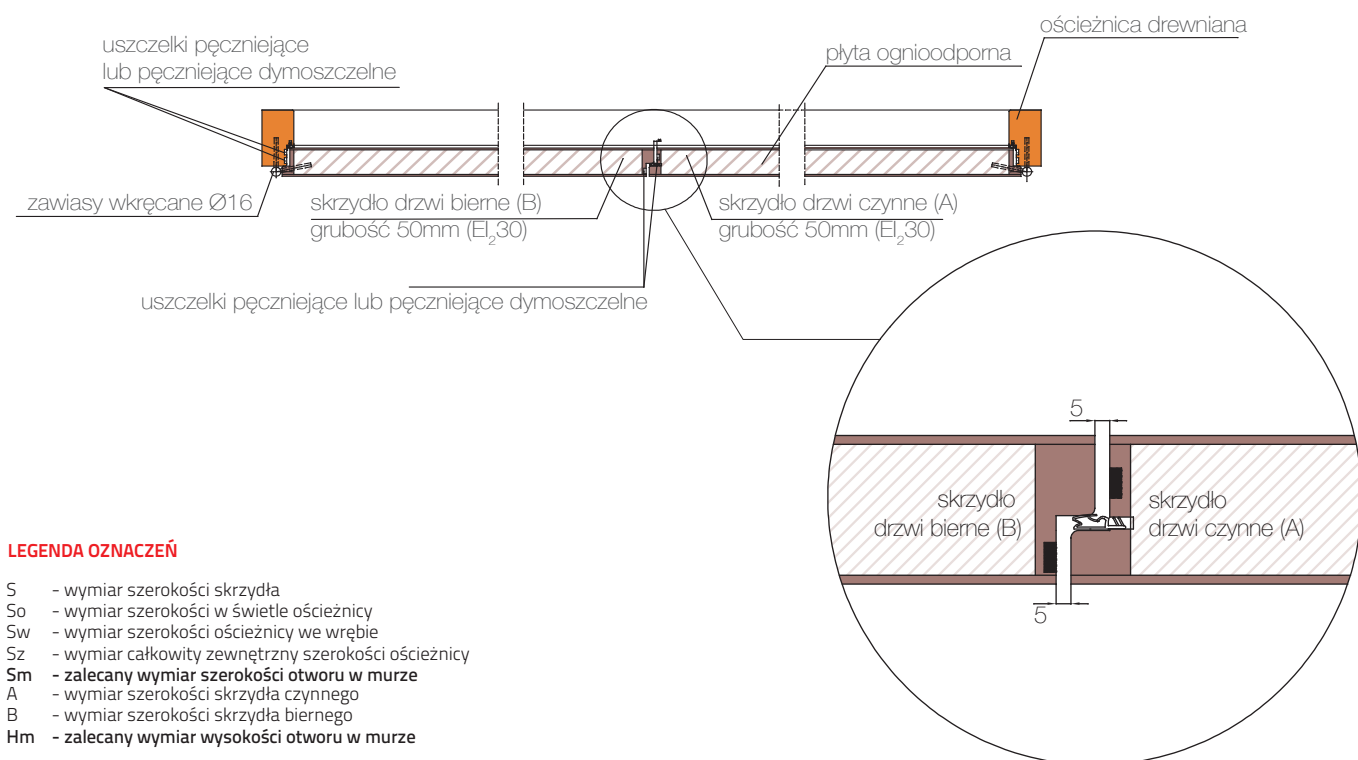 ościeżnica drewniana
uszczelki pęczniejące
lub pęczniejące dymoszczelne
płyta ognioodporna
zawiasy wkręcane Ø16
skrzydło drzwi bierne (B)
grubość 50mm (EI₂30)
skrzydło drzwi czynne (A)
grubość 50mm (EI₂30)
uszczelki pęczniejące lub pęczniejące dymoszczelne
5
skrzydło
drzwi bierne (B)
skrzydło
drzwi czynne (A)
5
LEGENDA OZNACZEŃ
S - wymiar szerokości skrzydła
So - wymiar szerokości w świetle ościeżnicy
Sw - wymiar szerokości ościeżnicy we wrębie
Sz - wymiar całkowity zewnętrzny szerokości ościeżnicy
Sm - zalecany wymiar szerokości otworu w murze
A - wymiar szerokości skrzydła czynnego
B - wymiar szerokości skrzydła biernego
Hm - zalecany wymiar wysokości otworu w murze